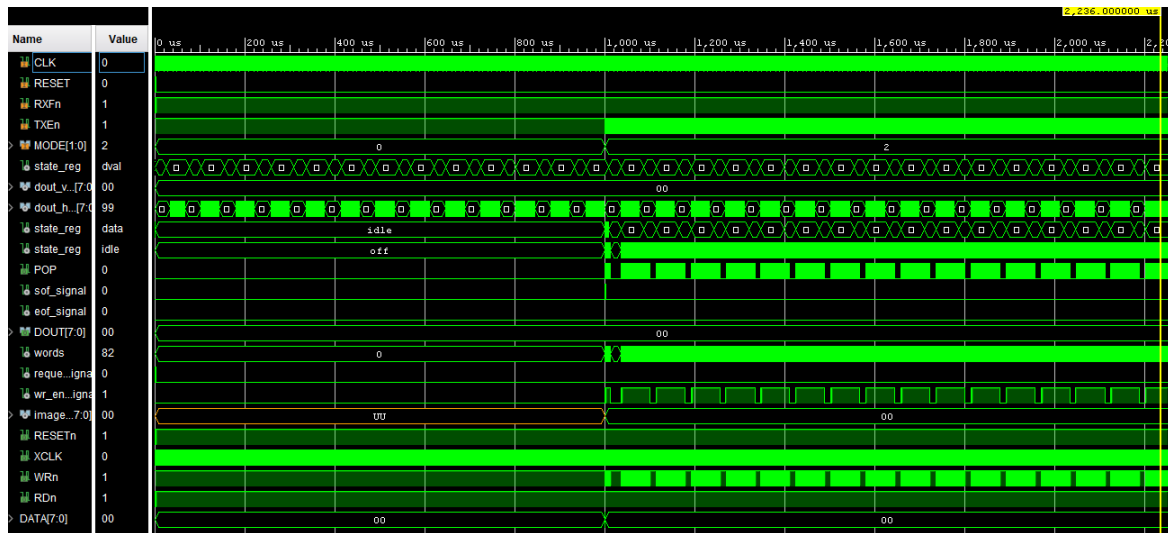 2,236.000000 us
Name Value
0 us 200 us 400 us 600 us 800 us 1,000 us 1,200 us 1,400 us 1,600 us 1,800 us 2,000 us 2,20
CLK 0
RESET 0
RXFn 1
TXEn 1
MODE[1:0] 2 0 2
state_reg dval
dout_v...[7:0 00 00
dout_h...[7:0 99
state_reg data idle
state_reg idle off
POP 0
sof_signal 0
eof_signal 0
DOUT[7:0] 00 00
words 82 0
reque...igna 0
wr_en...igna 1
image...7:0] 00 UU 00
RESETn 1
XCLK 0
WRn 1
RDn 1
DATA[7:0] 00 00 00